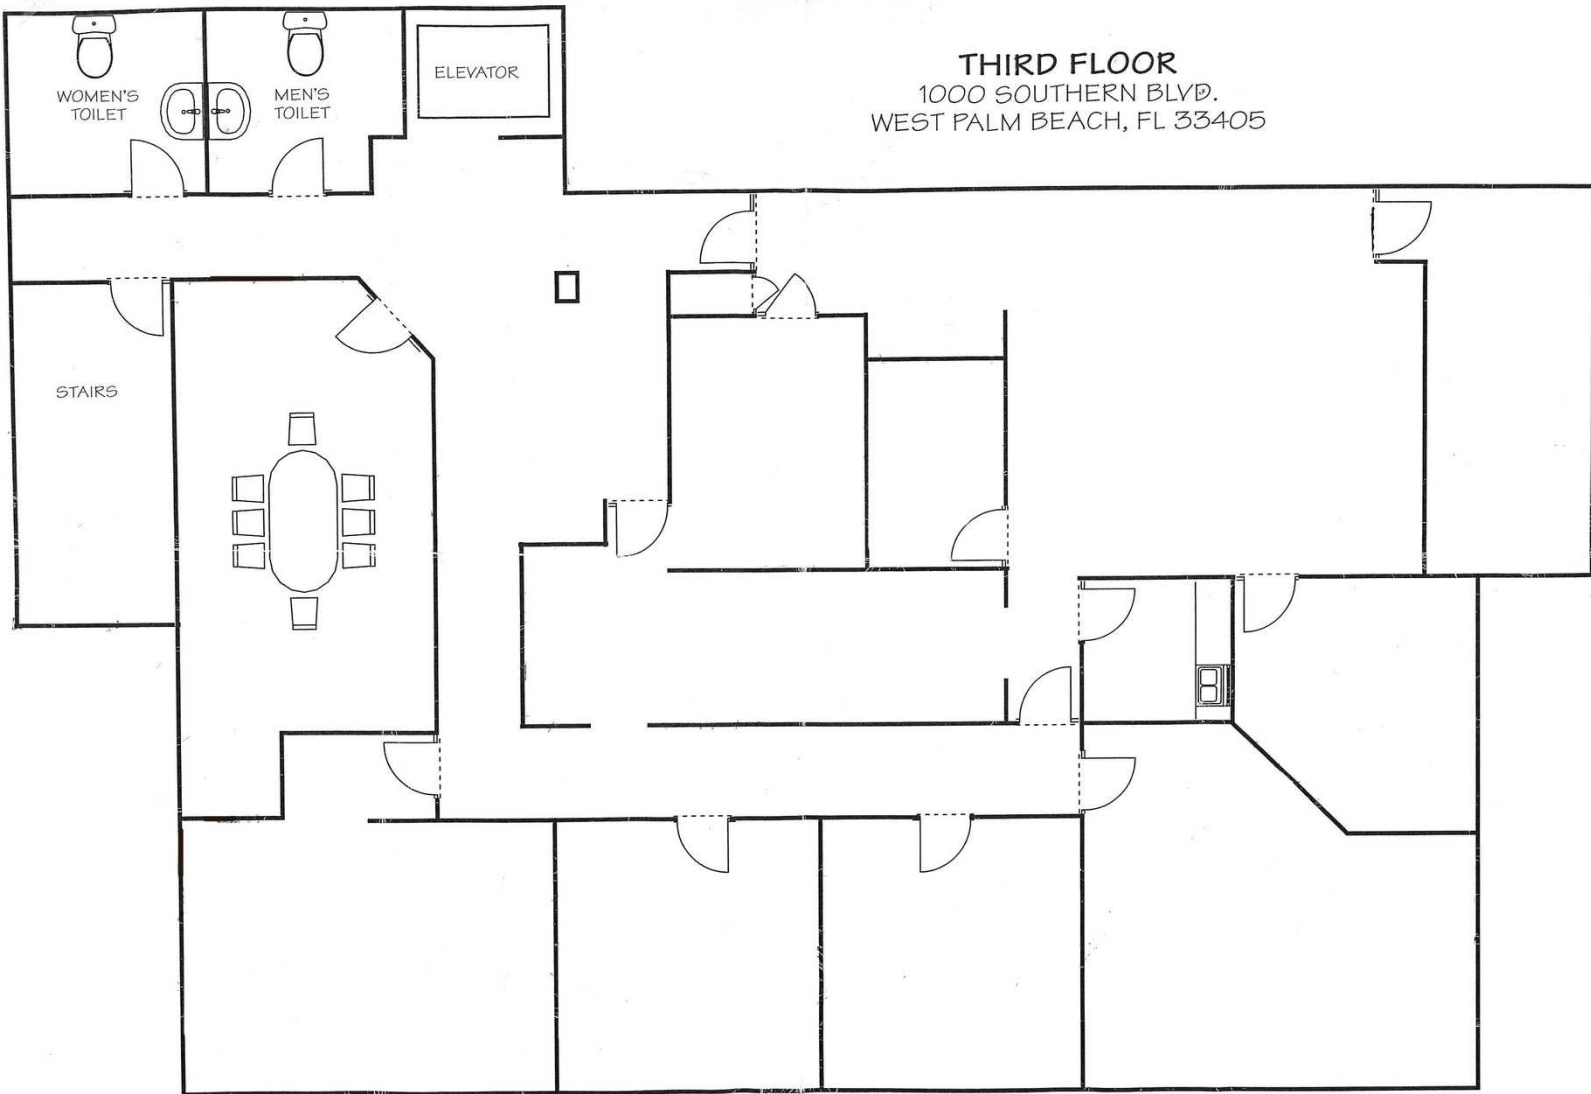 THIRD FLOOR
1000 SOUTHERN BLVD.
WEST PALM BEACH, FL 33405
WOMEN'S
TOILET
MEN'S
TOILET
ELEVATOR
STAIRS